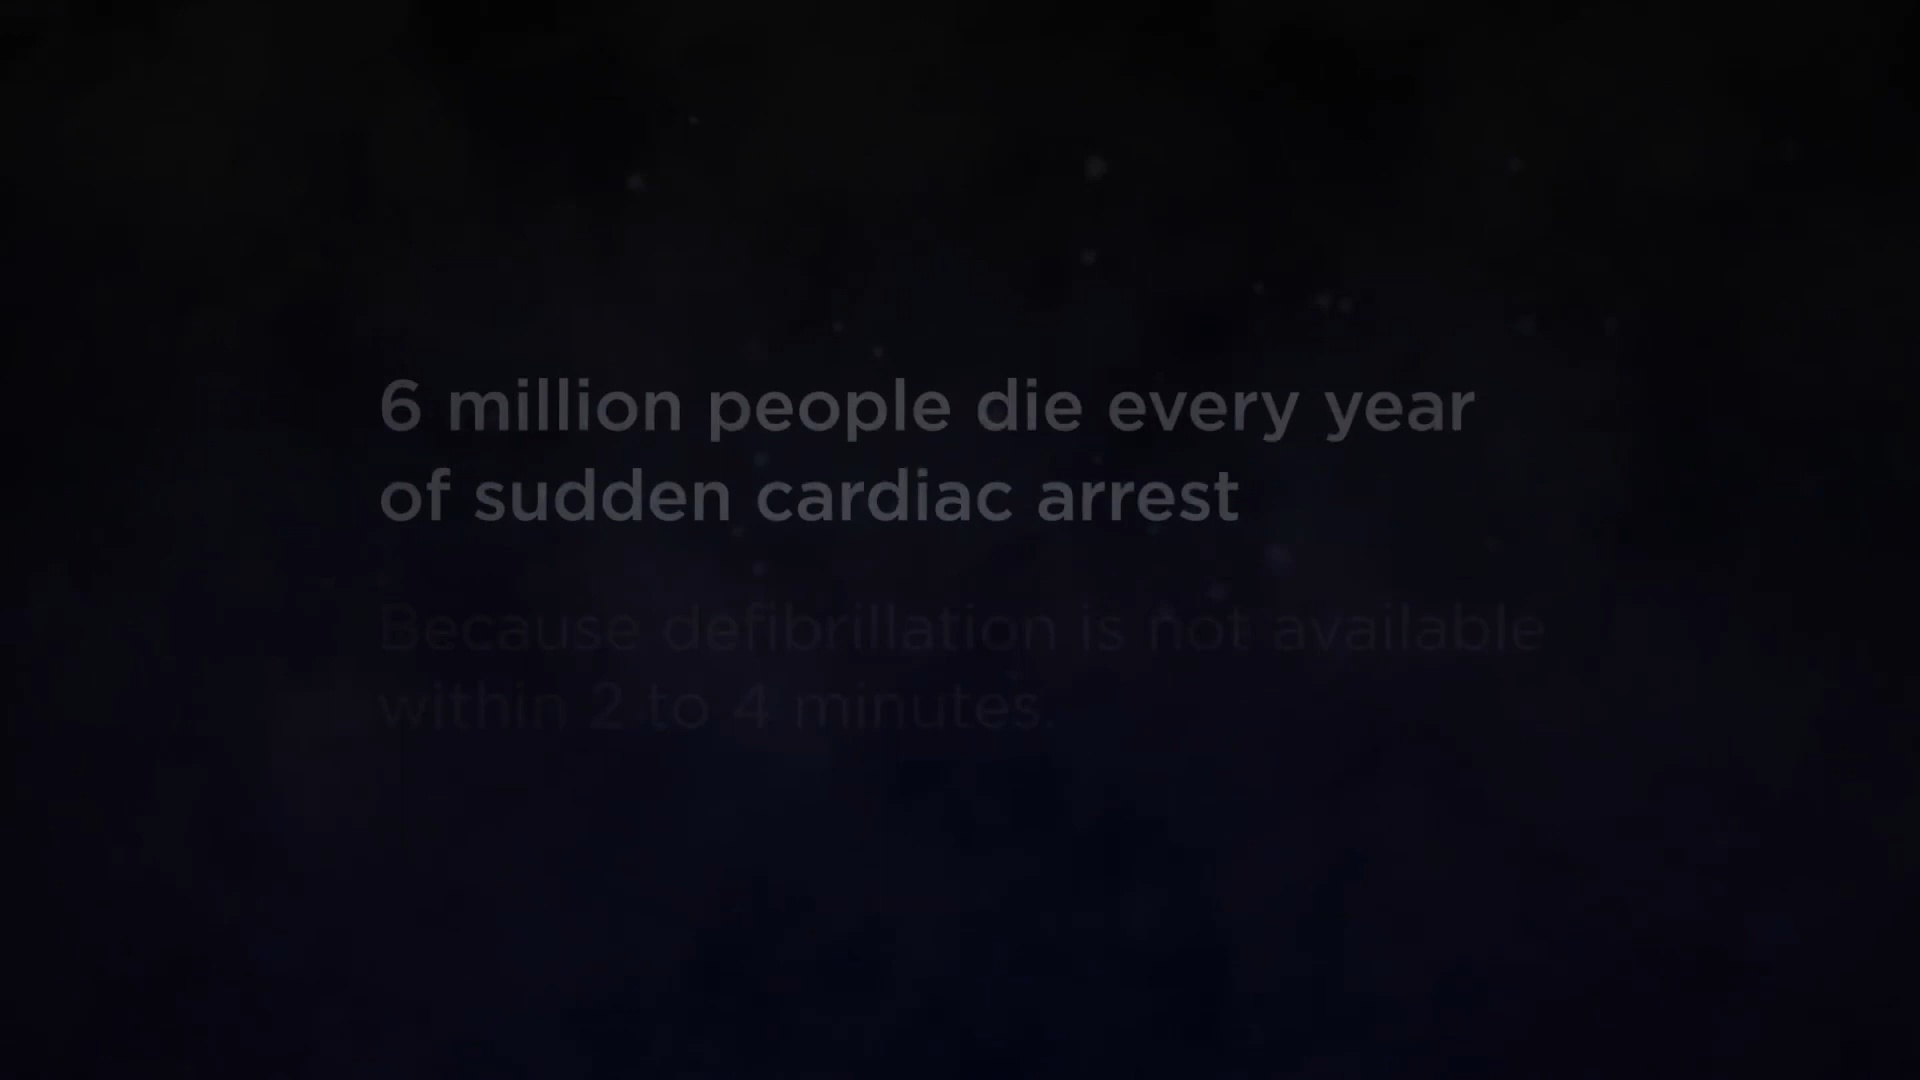 6 million people die every year
of sudden cardiac arrest
Because defibrillation is not available
within 2 to 4 minutes.